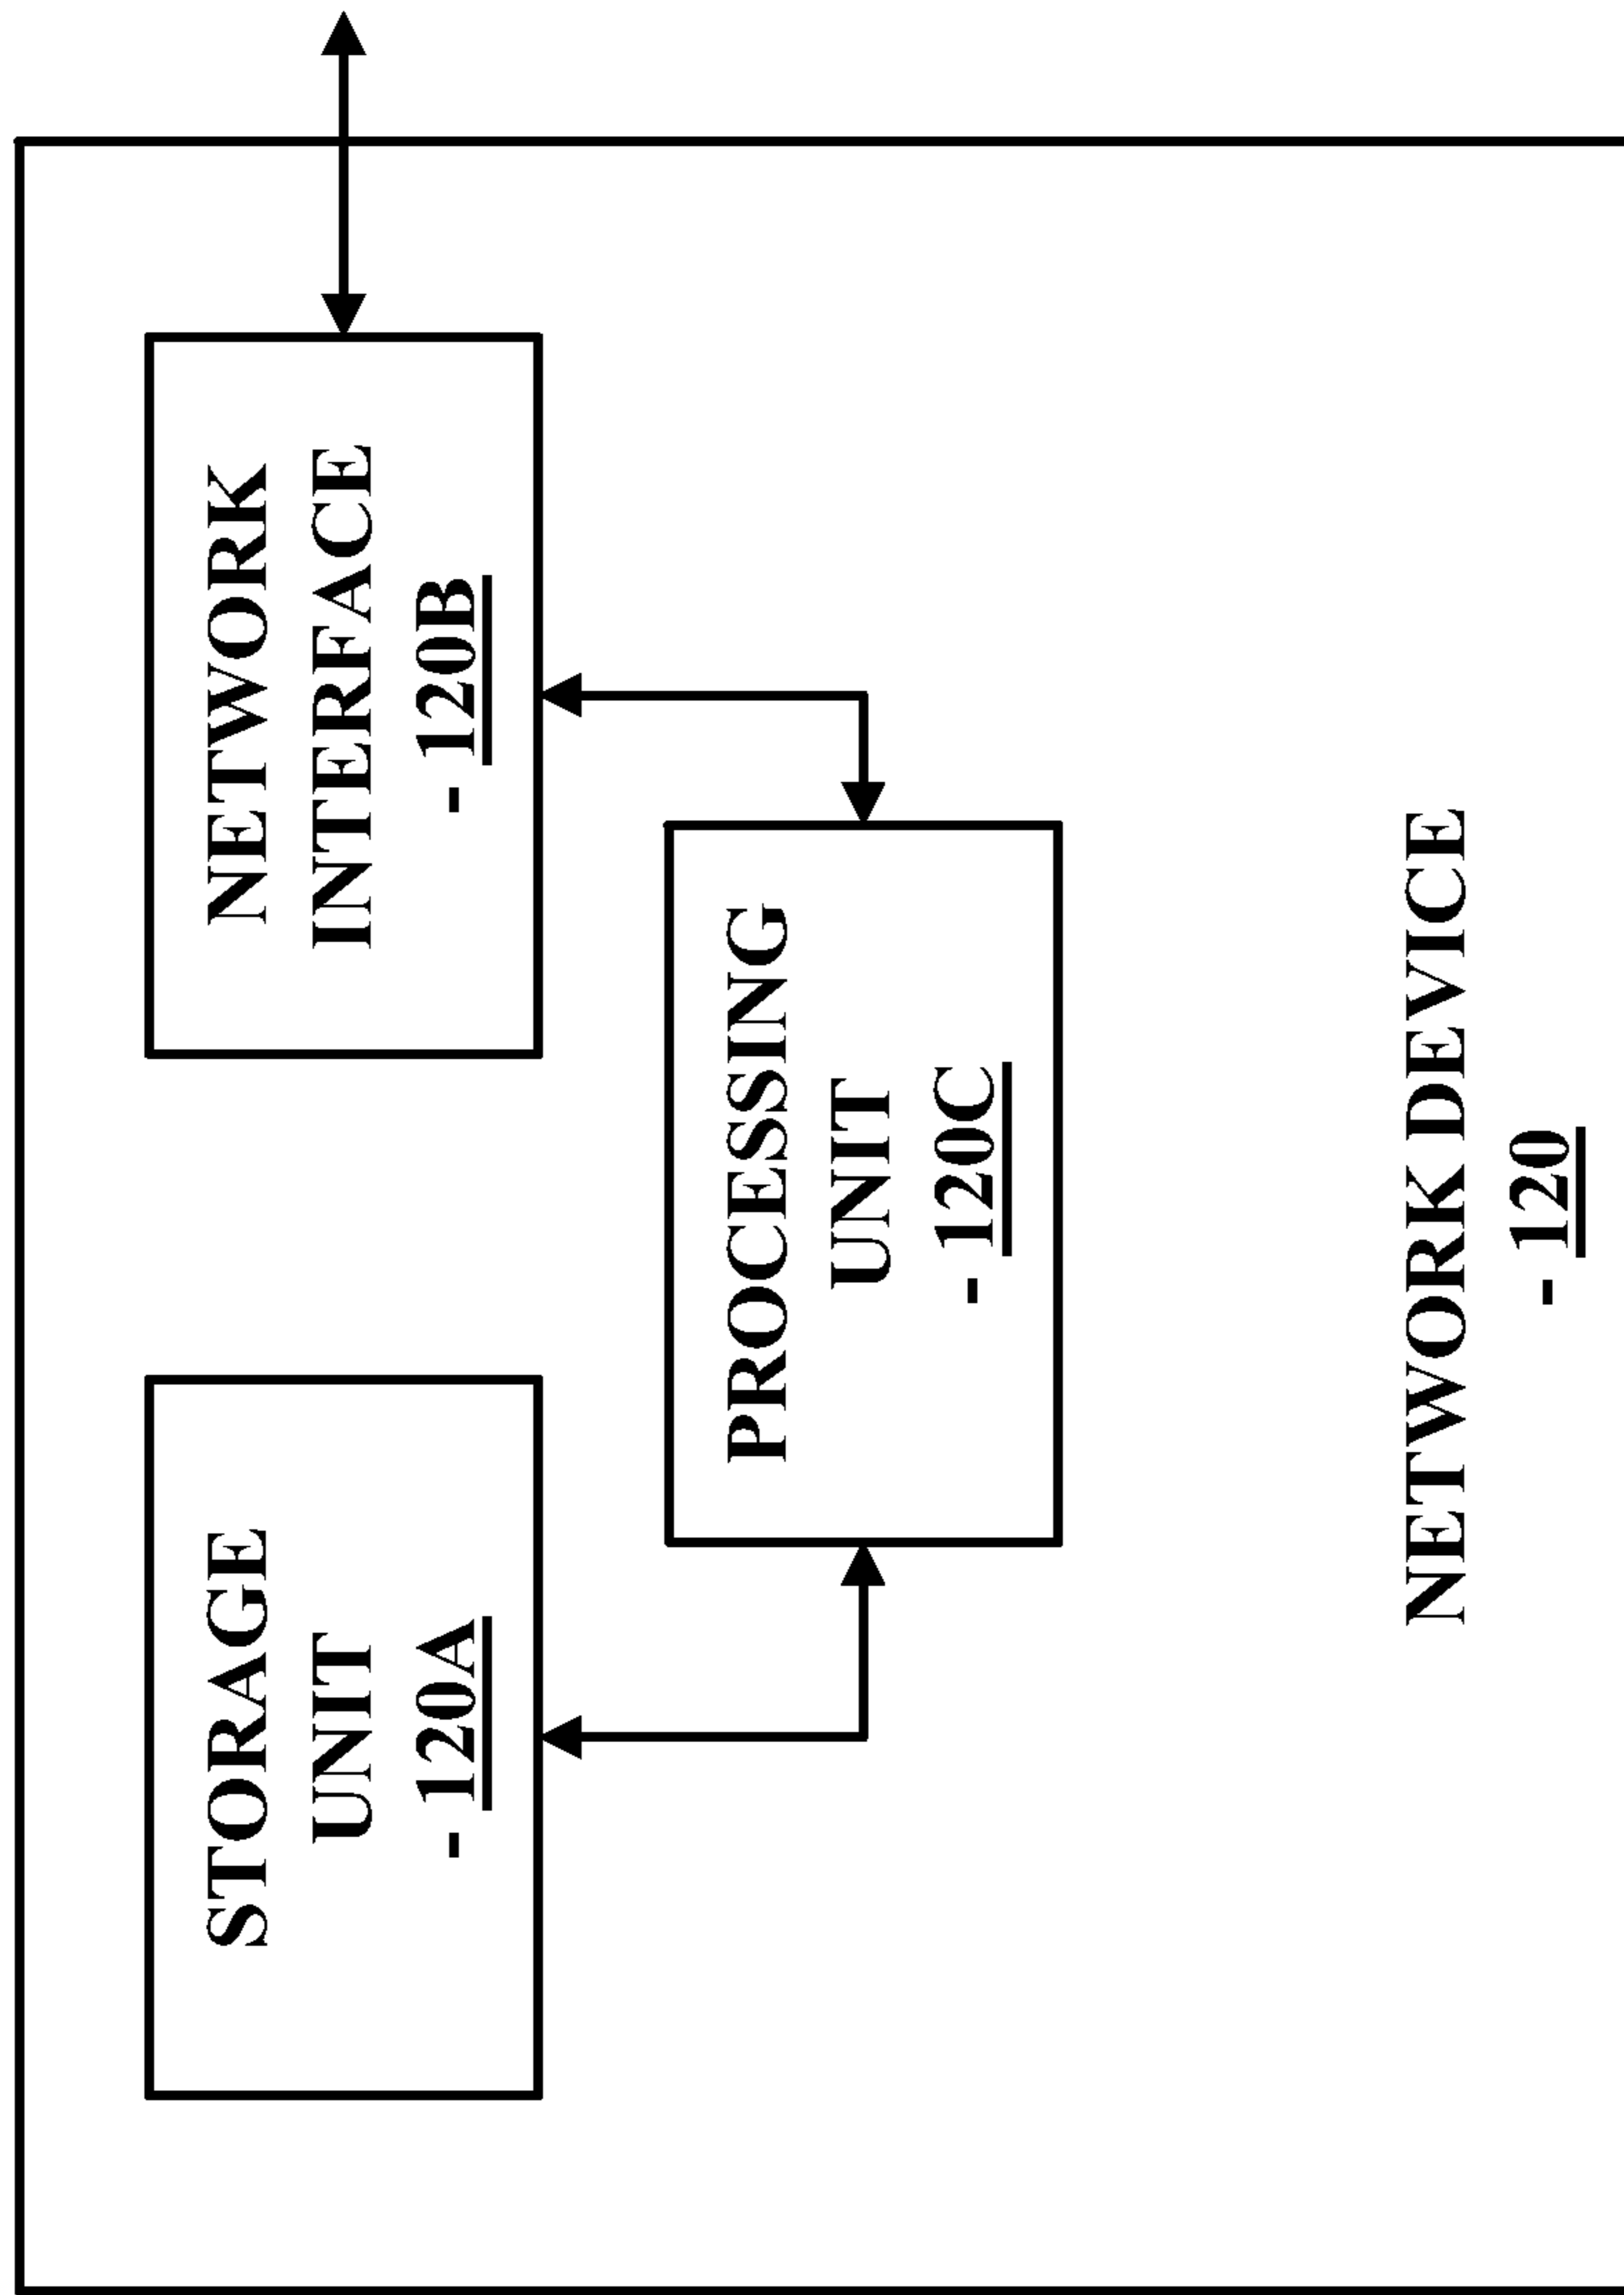 STORAGE
UNIT
- 120A
NETWORK
INTERFACE
- 120B
PROCESSING
UNIT
- 120C
NETWORK DEVICE
- 120